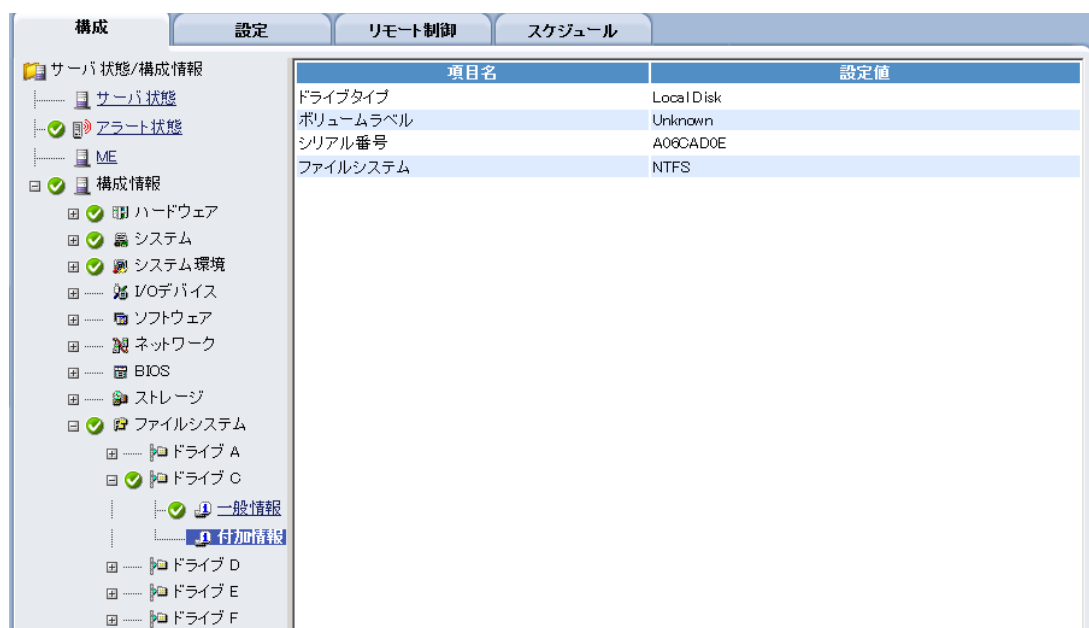 構成 設定 リモート制御 スケジュール
サーバ状態/構成情報
サーバ状態
アラート状態
ME
構成情報
ハードウェア
システム
システム環境
I/Oデバイス
ソフトウェア
ネットワーク
BIOS
ストレージ
ファイルシステム
ドライブ A
ドライブ C
一般情報
付加情報
ドライブ D
ドライブ E
ドライブ F
項目名 設定値
ドライブタイプ Local Disk
ボリュームラベル Unknown
シリアル番号 A06CAD0E
ファイルシステム NTFS